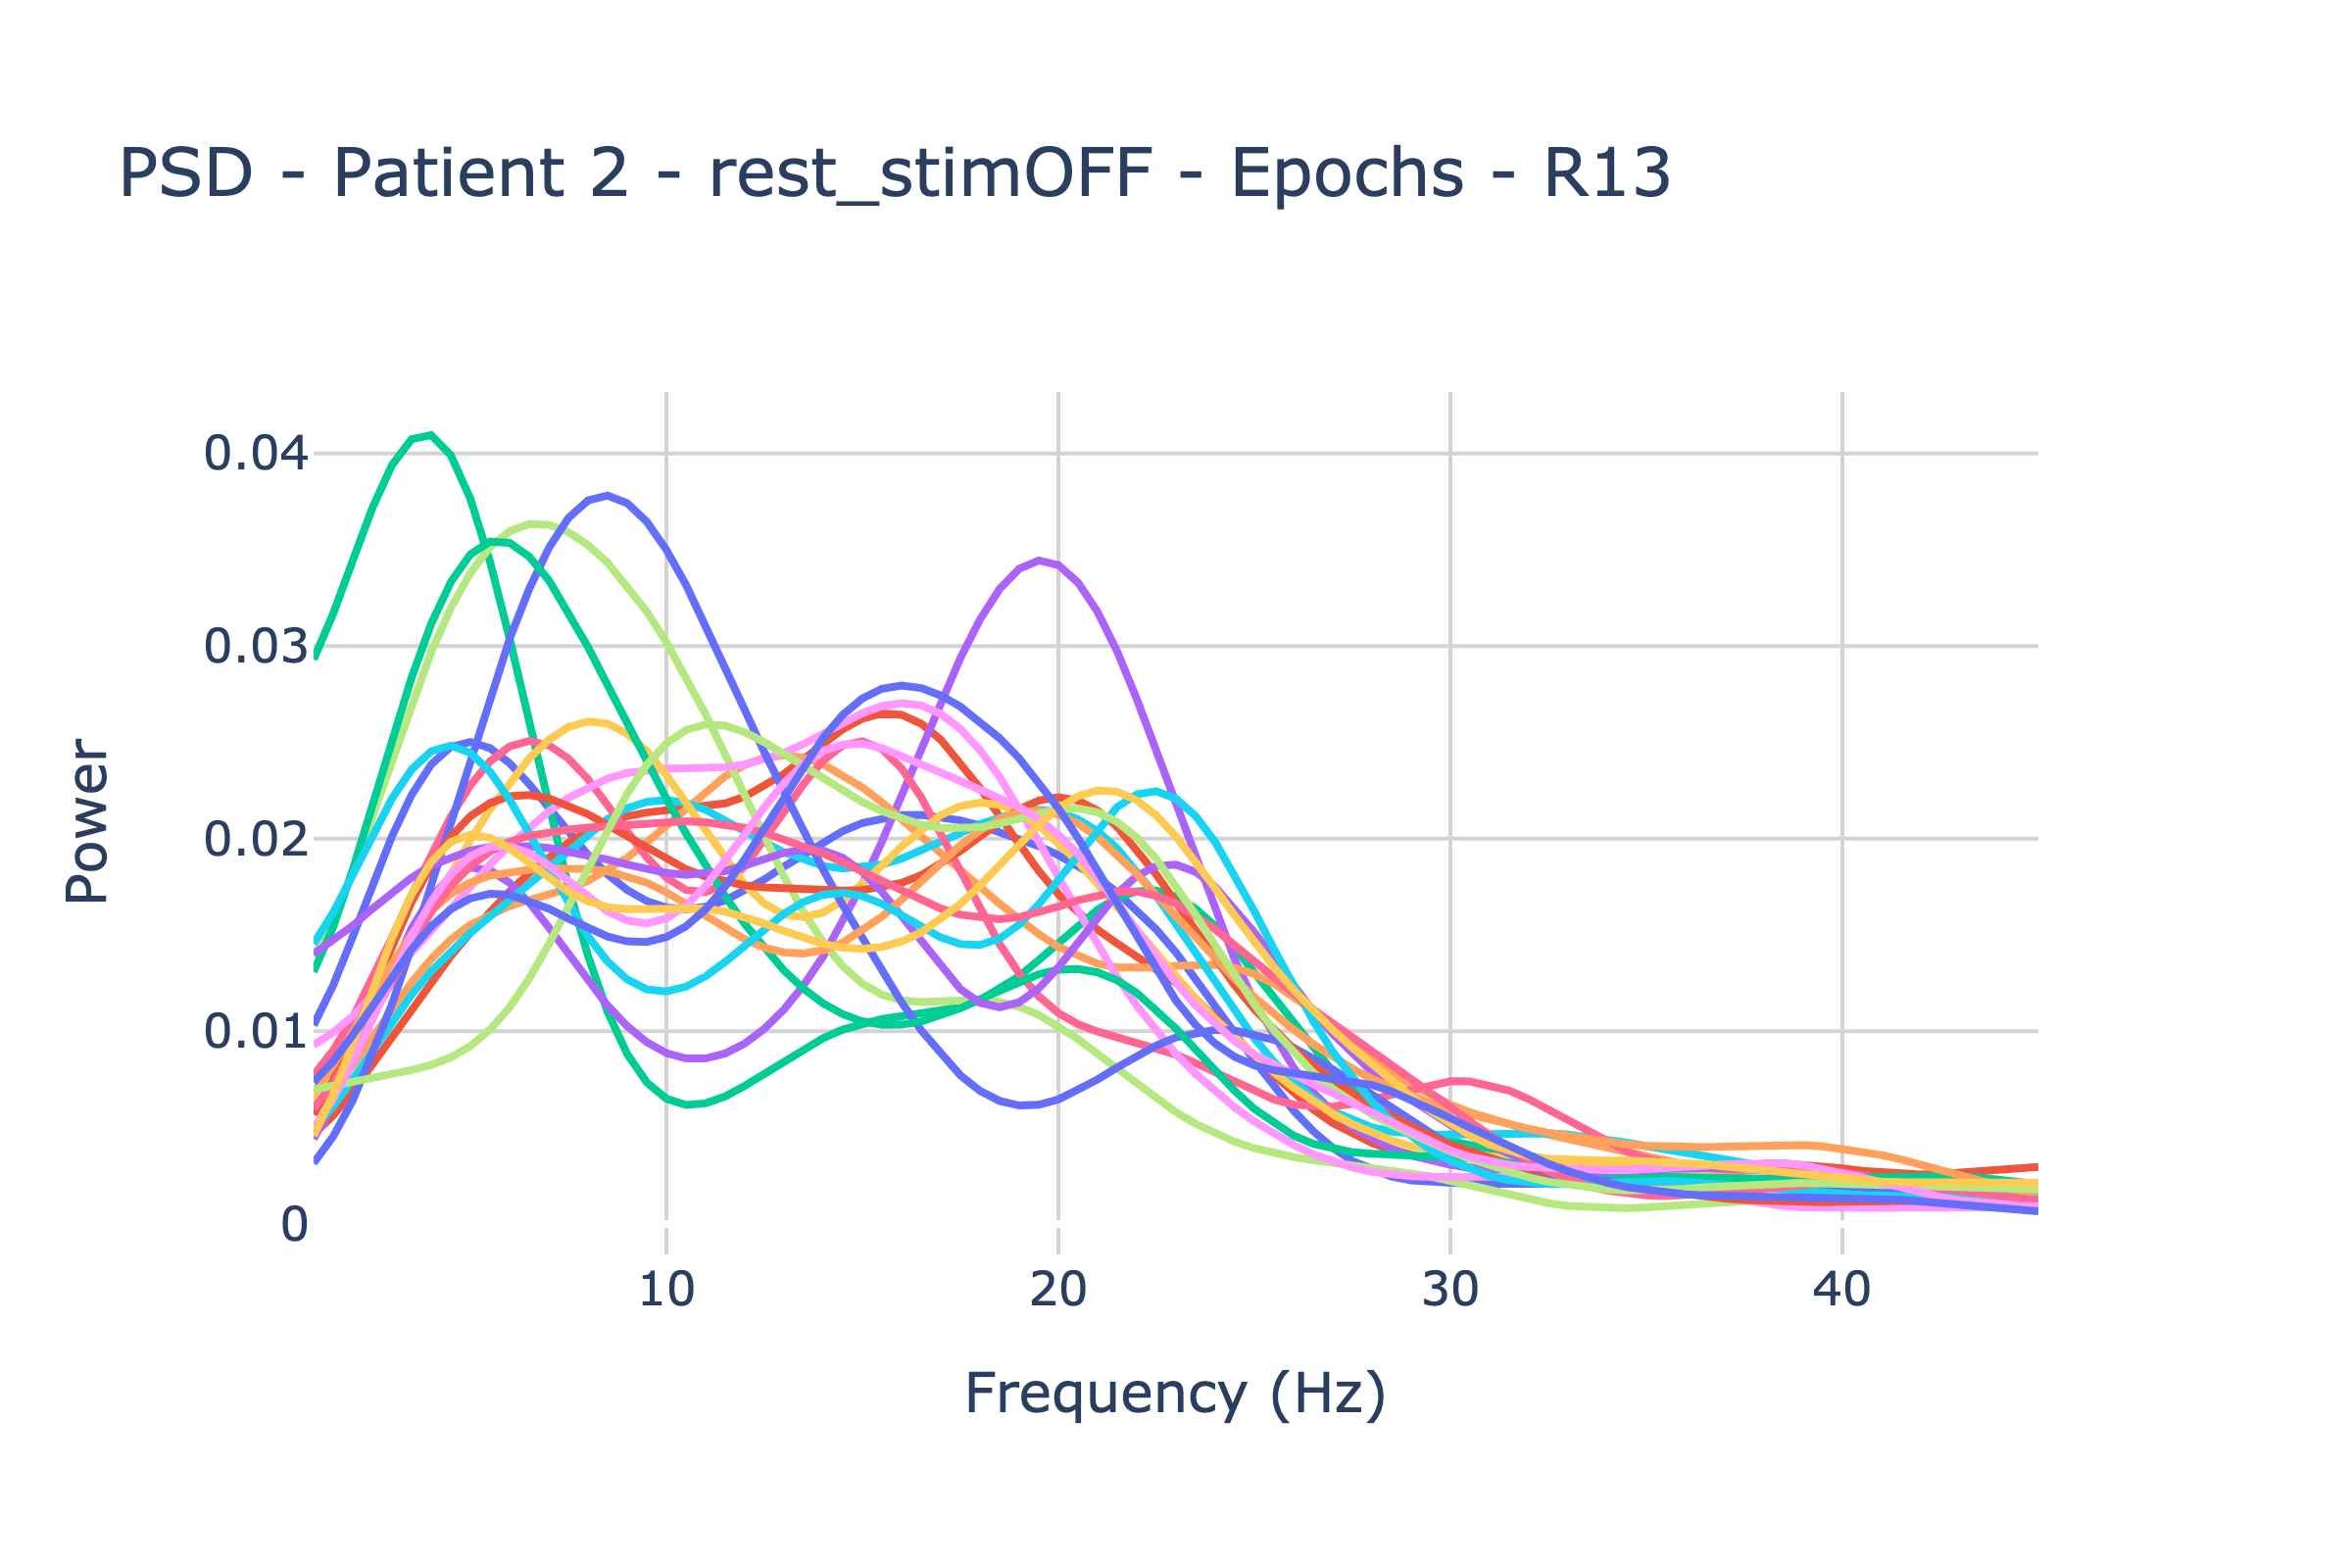 PSD - Patient 2 - rest_stimOFF - Epochs - R13
0.04
0.03
0.02
0.01
0
Power
10 20 30 40
Frequency (Hz)